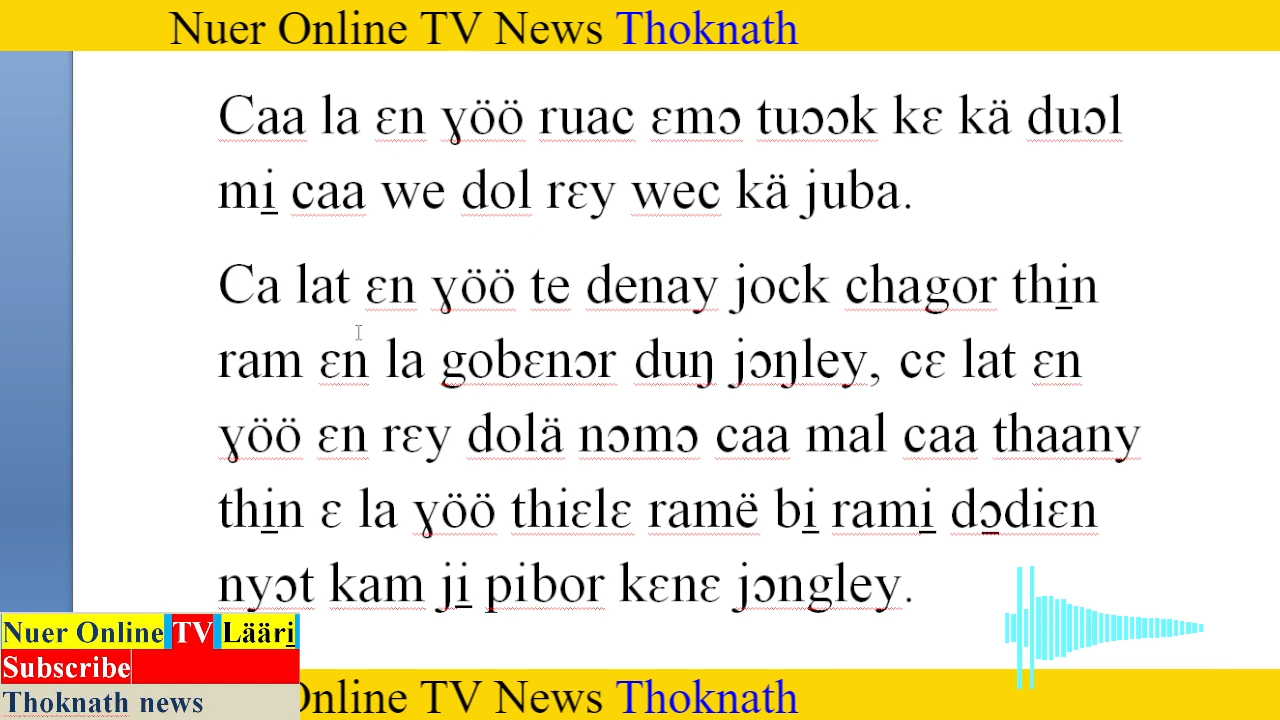 Nuer Online TV News Thoknath
Caa la ɛn ɣöö ruac ɛmɔ tuɔɔk kɛ kä duɔl
mi̱ caa we dol rɛy wec kä juba.
Ca lat ɛn ɣöö te denay jock chagor thi̱n
ram ɛn la gobɛnɔr duŋ jɔŋley, cɛ lat ɛn
ɣöö ɛn rɛy dolä nɔmɔ caa mal caa thaany
thi̱n ɛ la ɣöö thiɛlɛ ramë bi̱ rami̱ dɔ̱diɛn
nyɔt kam ji̱ pibor kɛnɛ jɔngley.
Nuer Online TV Lääri̱
Subscribe
Thoknath news
Online TV News Thoknath